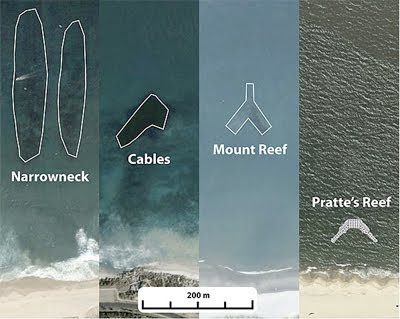 Narrowneck
Cables
Mount Reef
Pratte's Reef
200 m